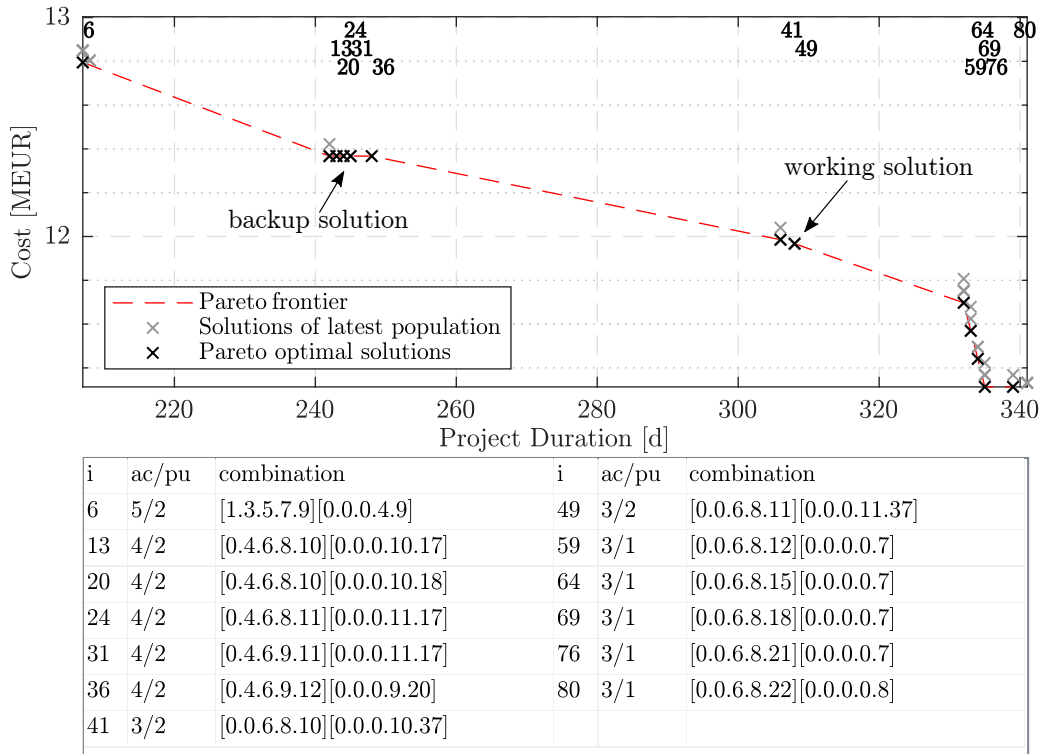 13
6 24 41 64 80
1331 49 69
20 36 5976
working solution
backup solution
12
Cost [MEUR]
Pareto frontier
Solutions of latest population
Pareto optimal solutions
220 240 260 280 300 320 340
Project Duration [d]
i ac/pu combination i ac/pu combination
6 5/2 [1.3.5.7.9][0.0.0.4.9] 49 3/2 [0.0.6.8.11][0.0.0.11.37]
13 4/2 [0.4.6.8.10][0.0.0.10.17] 59 3/1 [0.0.6.8.12][0.0.0.0.7]
20 4/2 [0.4.6.8.10][0.0.0.10.18] 64 3/1 [0.0.6.8.15][0.0.0.0.7]
24 4/2 [0.4.6.8.11][0.0.0.11.17] 69 3/1 [0.0.6.8.18][0.0.0.0.7]
31 4/2 [0.4.6.9.11][0.0.0.11.17] 76 3/1 [0.0.6.8.21][0.0.0.0.7]
36 4/2 [0.4.6.9.12][0.0.0.9.20] 80 3/1 [0.0.6.8.22][0.0.0.0.8]
41 3/2 [0.0.6.8.10][0.0.0.10.37]